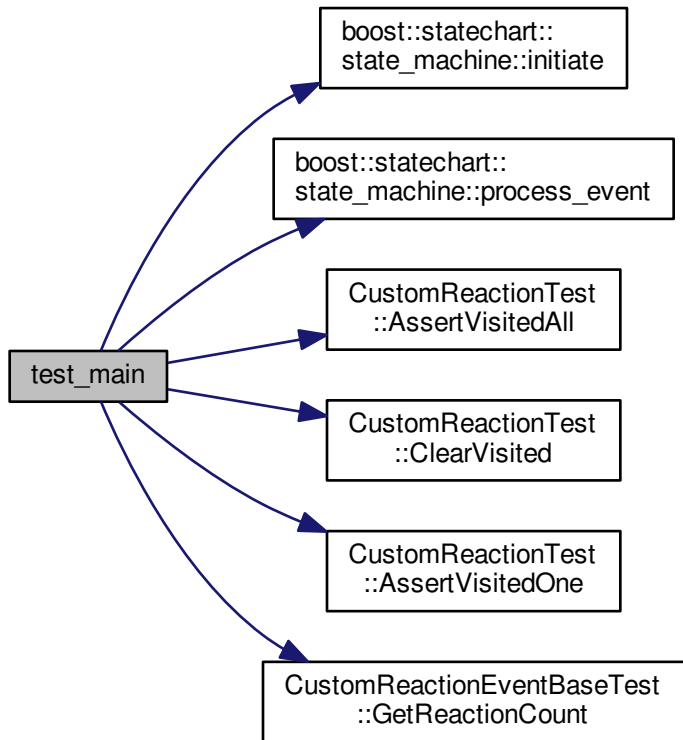 boost::statechart::
state_machine::initiate
boost::statechart::
state_machine::process_event
CustomReactionTest
::AssertVisitedAll
test_main
CustomReactionTest
::ClearVisited
CustomReactionTest
::AssertVisitedOne
CustomReactionEventBaseTest
::GetReactionCount